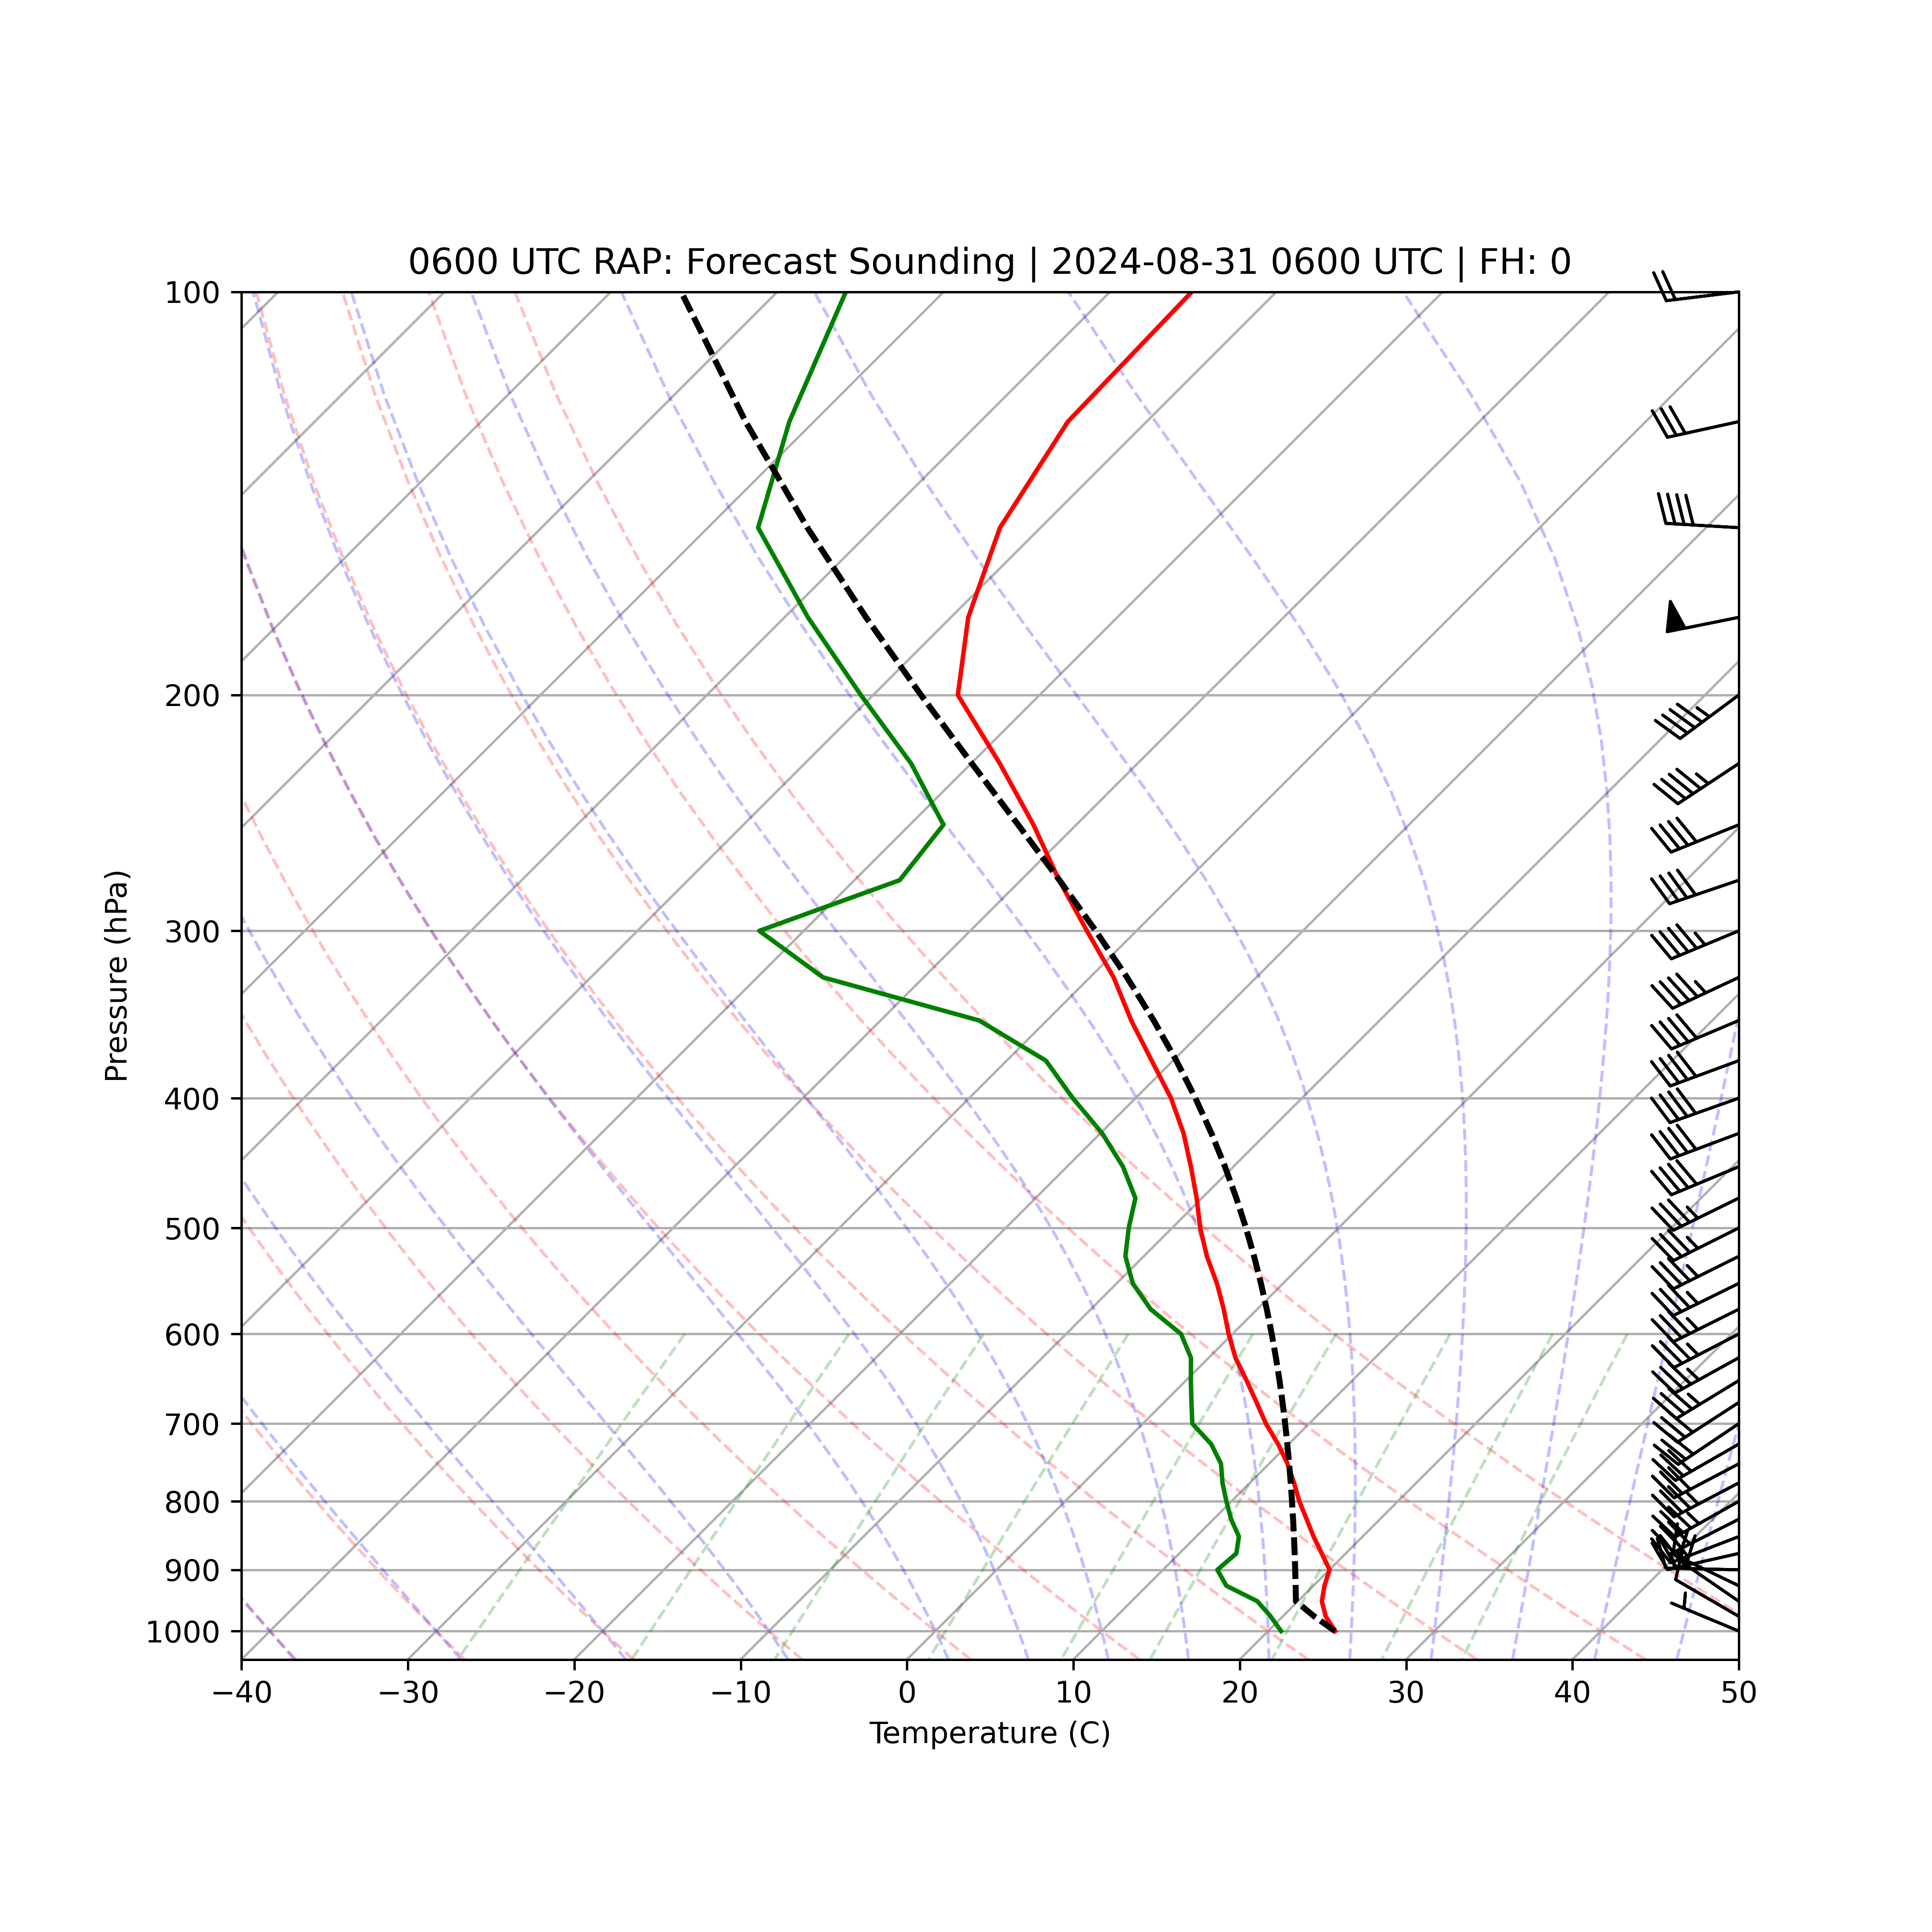 0600 UTC RAP: Forecast Sounding | 2024-08-31 0600 UTC | FH: 0
100
200
300
400
500
600
700
800
900
1000
Pressure (hPa)
−40 −30 −20 −10 0 10 20 30 40 50
Temperature (C)